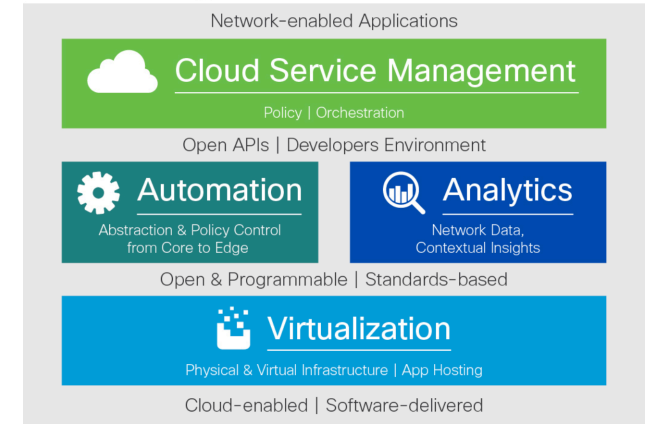 Network-enabled Applications
Cloud Service Management
Policy | Orchestration
Open APIs | Developers Environment
Automation
Abstraction & Policy Control
from Core to Edge
Analytics
Network Data,
Contextual Insights
Open & Programmable | Standards-based
Virtualization
Physical & Virtual Infrastructure | App Hosting
Cloud-enabled | Software-delivered